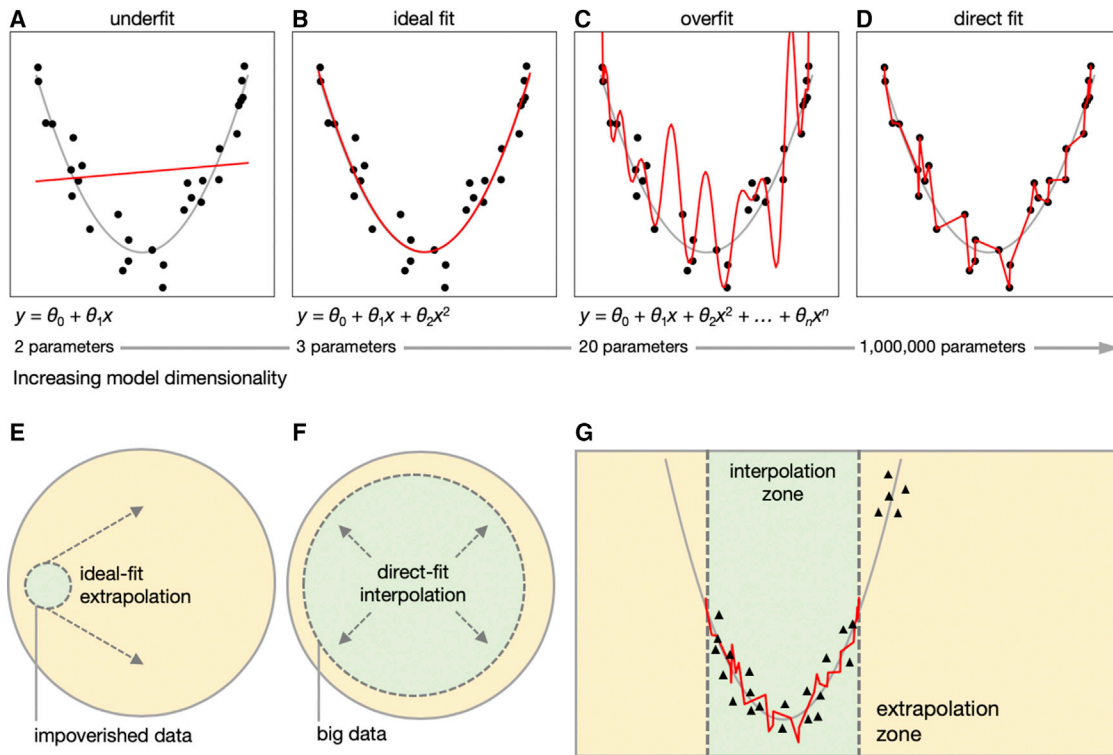 A underfit
B ideal fit
C overfit
D direct fit
y = θ₀ + θ₁x
y = θ₀ + θ₁x + θ₂x²
y = θ₀ + θ₁x + θ₂x² + … + θₙxⁿ
2 parameters
3 parameters
20 parameters
1,000,000 parameters
Increasing model dimensionality
E
ideal-fit
extrapolation
impoverished data
F
direct-fit
interpolation
big data
G
interpolation
zone
extrapolation
zone